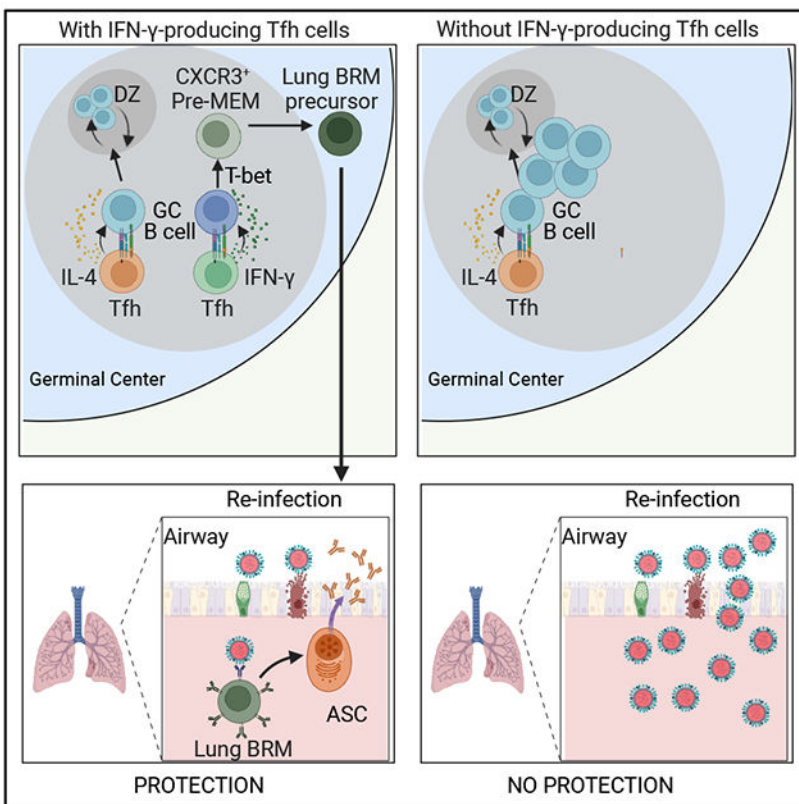 With IFN-γ-producing Tfh cells
DZ
CXCR3⁺
Pre-MEM
Lung BRM
precursor
T-bet
GC
B cell
IL-4
IFN-γ
Tfh
Tfh
Germinal Center
Without IFN-γ-producing Tfh cells
DZ
GC
B cell
IL-4
Tfh
Germinal Center
Re-infection
Airway
ASC
Lung BRM
PROTECTION
Re-infection
Airway
NO PROTECTION